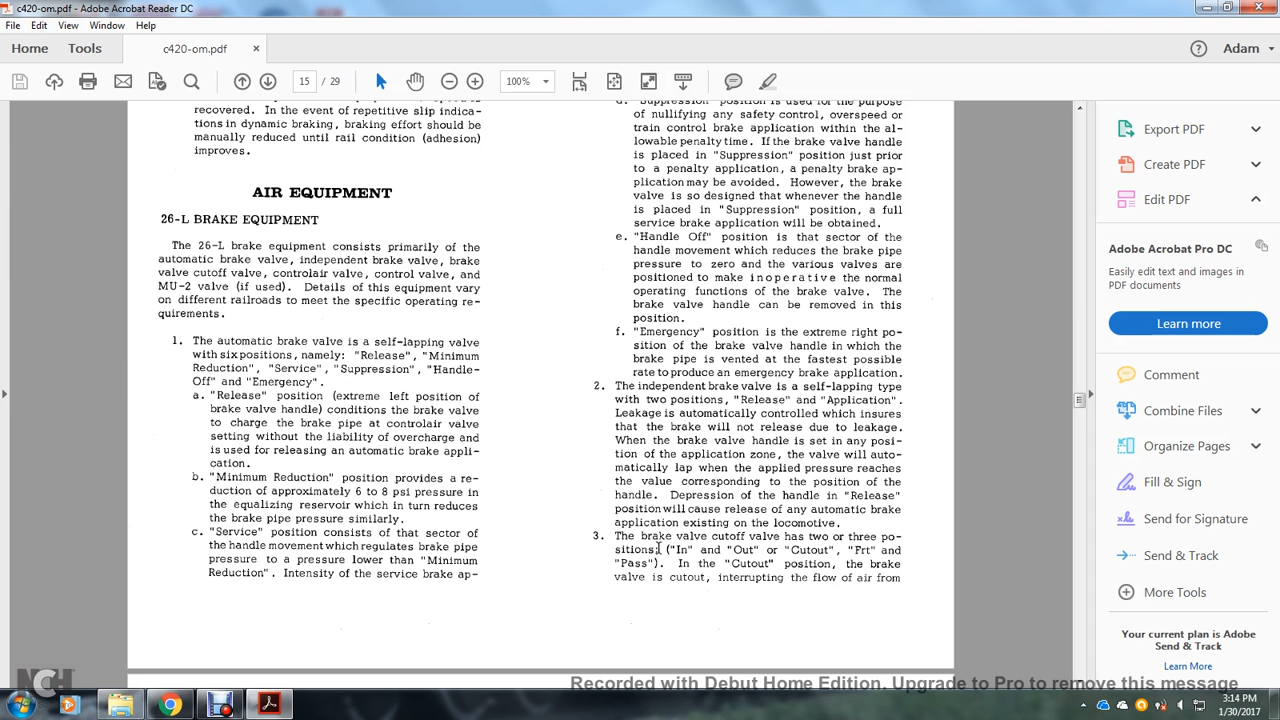 c420-om.pdf - Adobe Acrobat Reader DC
File Edit View Window Help
Home Tools c420-om.pdf × Adam
15 / 29 100%
recovered. In the event of repetitive slip indica-
tions in dynamic braking, braking effort should be
manually reduced until rail condition (adhesion)
improves.
AIR EQUIPMENT
26-L BRAKE EQUIPMENT
The 26-L brake equipment consists primarily of the
automatic brake valve, independent brake valve, brake
valve cutoff valve, controlair valve, control valve, and
MU-2 valve (if used). Details of this equipment vary
on different railroads to meet the specific operating re-
quirements.
1. The automatic brake valve is a self-lapping valve
with six positions, namely: "Release", "Minimum
Reduction", "Service", "Suppression", "Handle-
Off" and "Emergency".
a. "Release" position (extreme left position of
brake valve handle) conditions the brake valve
to charge the brake pipe at controlair valve
setting without the liability of overcharge and
is used for releasing an automatic brake appli-
cation.
b. "Minimum Reduction" position provides a re-
duction of approximately 6 to 8 psi pressure in
the equalizing reservoir which in turn reduces
the brake pipe pressure similarly.
c. "Service" position consists of that sector of
the handle movement which regulates brake pipe
pressure to a pressure lower than "Minimum
Reduction". Intensity of the service brake ap-
d. "Suppression" position is used for the purpose
of nullifying any safety control, overspeed or
train control brake application within the al-
lowable penalty time. If the brake valve handle
is placed in "Suppression" position just prior
to a penalty application, a penalty brake ap-
plication may be avoided. However, the brake
valve is so designed that whenever the handle
is placed in "Suppression" position, a full
service brake application will be obtained.
e. "Handle Off" position is that sector of the
handle movement which reduces the brake pipe
pressure to zero and the various valves are
positioned to make inoperative the normal
operating functions of the brake valve. The
brake valve handle can be removed in this
position.
f. "Emergency" position is the extreme right po-
sition of the brake valve handle in which the
brake pipe is vented at the fastest possible
rate to produce an emergency brake application.
2. The independent brake valve is a self-lapping type
with two positions, "Release" and "Application".
Leakage is automatically controlled which insures
that the brake will not release due to leakage.
When the brake valve handle is set in any posi-
tion of the application zone, the valve will auto-
matically lap when the applied pressure reaches
the value corresponding to the position of the
handle. Depression of the handle in "Release"
position will cause release of any automatic brake
application existing on the locomotive.
3. The brake valve cutoff valve has two or three po-
sitions; ("In" and "Out" or "Cutout", "Frt" and
"Pass"). In the "Cutout" position, the brake
valve is cutout, interrupting the flow of air from
Export PDF
Create PDF
Edit PDF
Adobe Acrobat Pro DC
Easily edit text and images in
PDF documents
Learn more
Comment
Combine Files
Organize Pages
Fill & Sign
Send for Signature
Send & Track
More Tools
Your current plan is Adobe
Send & Track
Learn More
NCH
Recorded with Debut Home Edition. Upgrade to Pro to remove this message
3:14 PM
1/30/2017